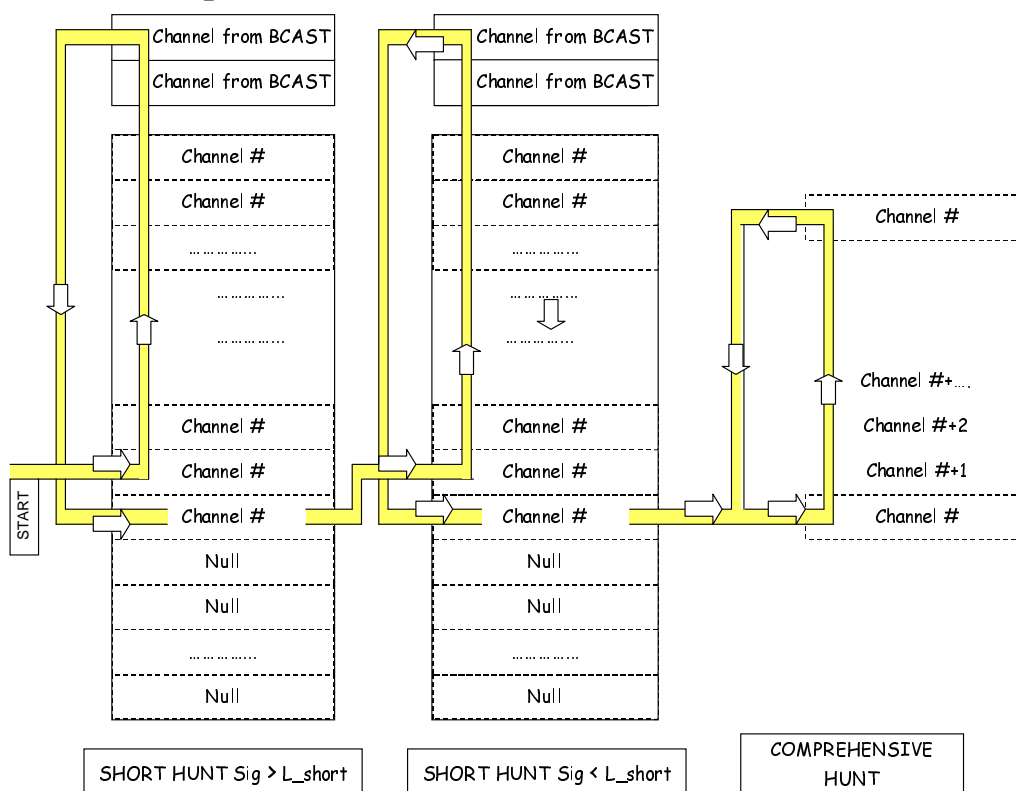 Channel from BCAST
Channel from BCAST
Channel #
Channel #
…………...
…………...
…………...
Channel #
Channel #
Channel #
Null
Null
…………...
Null
START
SHORT HUNT Sig > L_short
Channel from BCAST
Channel from BCAST
Channel #
Channel #
…………...
…………...
…………...
Channel #
Channel #
Channel #
Null
Null
…………...
Null
SHORT HUNT Sig < L_short
Channel #
Channel #+….
Channel #+2
Channel #+1
Channel #
COMPREHENSIVE
HUNT